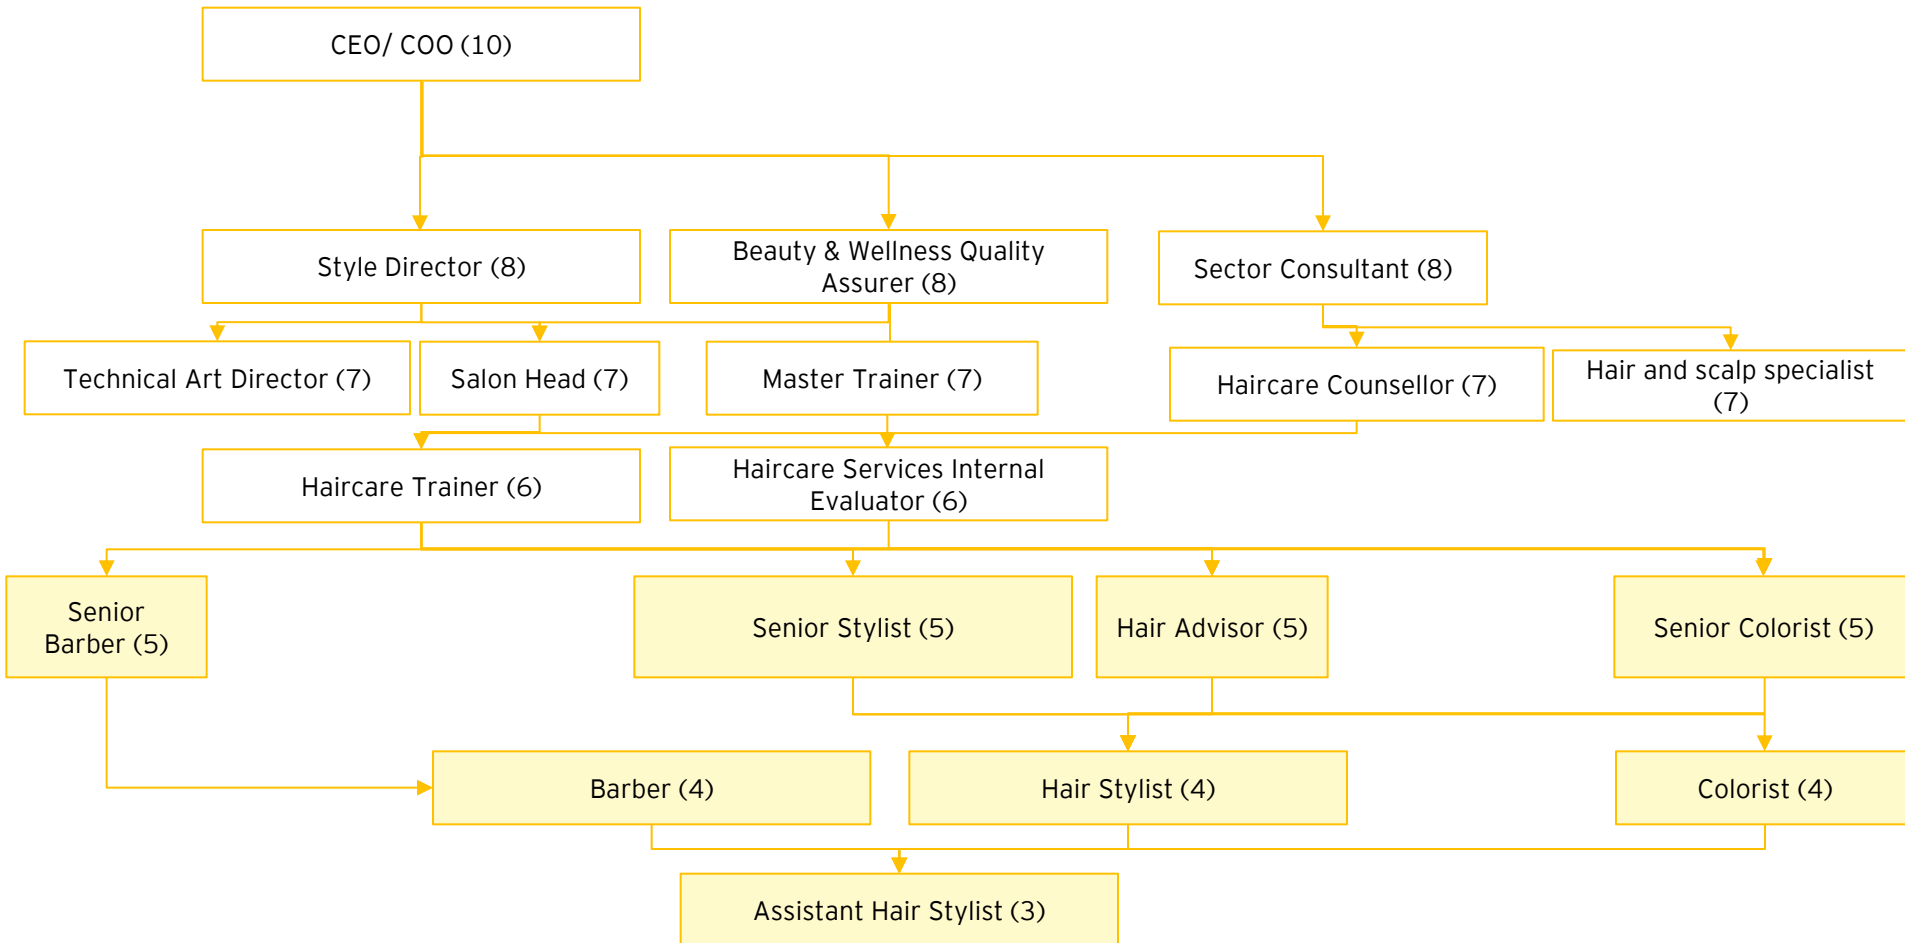 CEO/ COO (10)
Style Director (8)
Beauty & Wellness Quality
Assurer (8)
Sector Consultant (8)
Technical Art Director (7)
Salon Head (7)
Master Trainer (7)
Haircare Counsellor (7)
Hair and scalp specialist
(7)
Haircare Trainer (6)
Haircare Services Internal
Evaluator (6)
Senior
Barber (5)
Senior Stylist (5)
Hair Advisor (5)
Senior Colorist (5)
Barber (4)
Hair Stylist (4)
Colorist (4)
Assistant Hair Stylist (3)